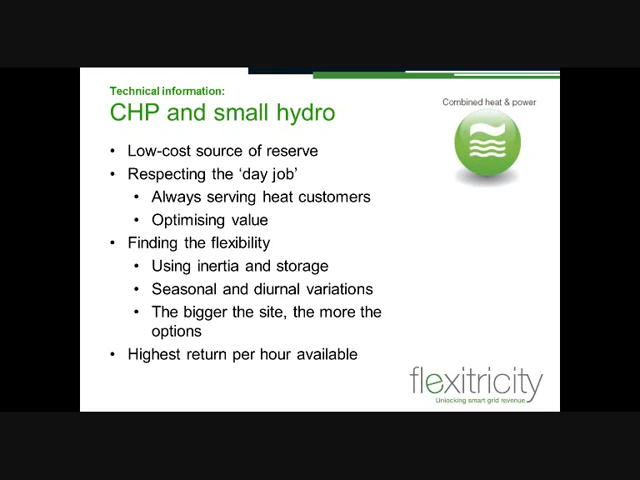 Technical information:
CHP and small hydro
Combined heat & power
• Low-cost source of reserve
• Respecting the ‘day job’
• Always serving heat customers
• Optimising value
• Finding the flexibility
• Using inertia and storage
• Seasonal and diurnal variations
• The bigger the site, the more the
options
• Highest return per hour available
flexitricity
Unlocking smart grid revenue